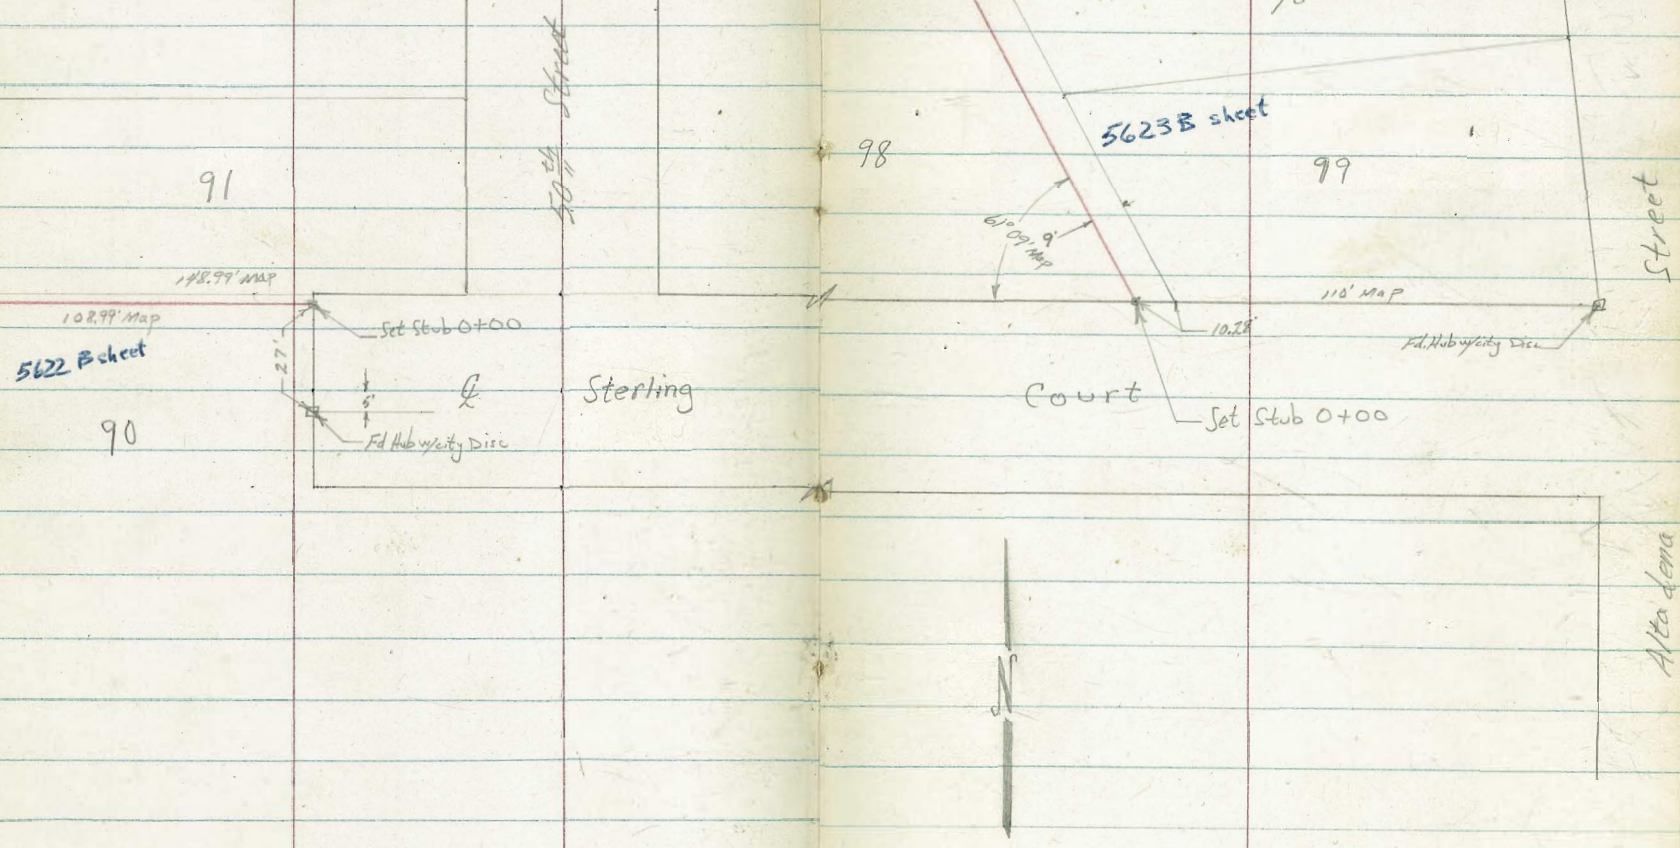 50th Street
91
148.99' Map
108.99' Map
5622 B sheet
27'
Set Stub 0+00
5'
℄
Sterling
Fd Hub w/city Disc
90
98
5623 B sheet
99
61° 09' Map
9'
Street
110' Map
10.28'
Fd. Hub w/city Disc
Court
Set Stub 0+00
N
Altadena